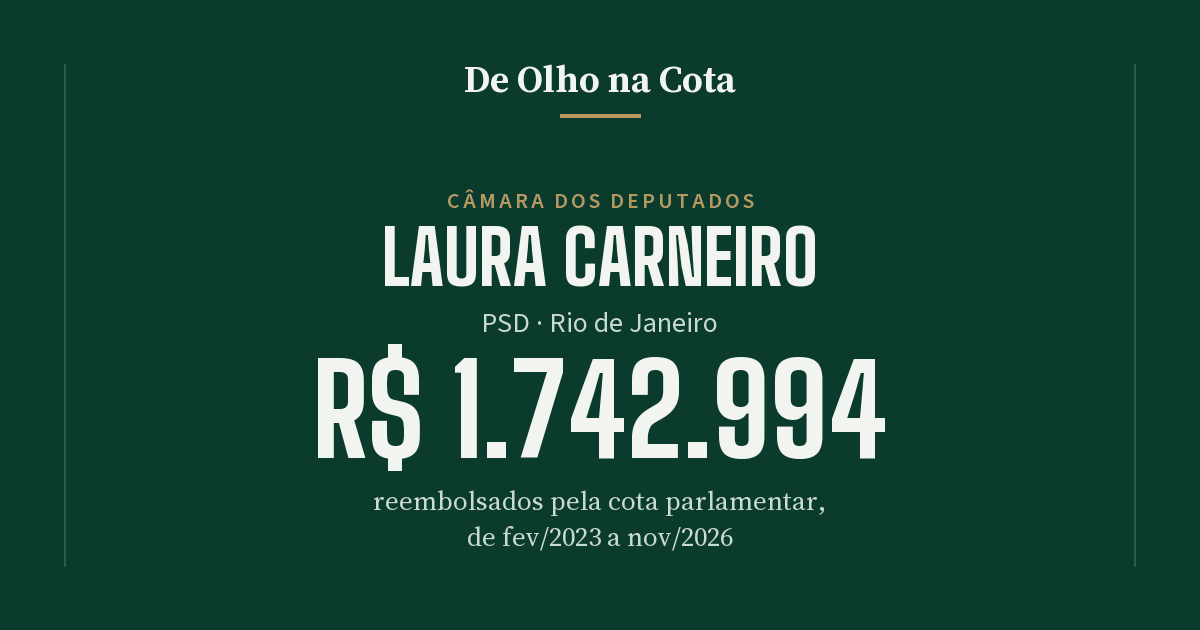 De Olho na Cota
CÂMARA DOS DEPUTADOS
LAURA CARNEIRO
PSD · Rio de Janeiro
R$ 1.742.994
reembolsados pela cota parlamentar,
de fev/2023 a nov/2026